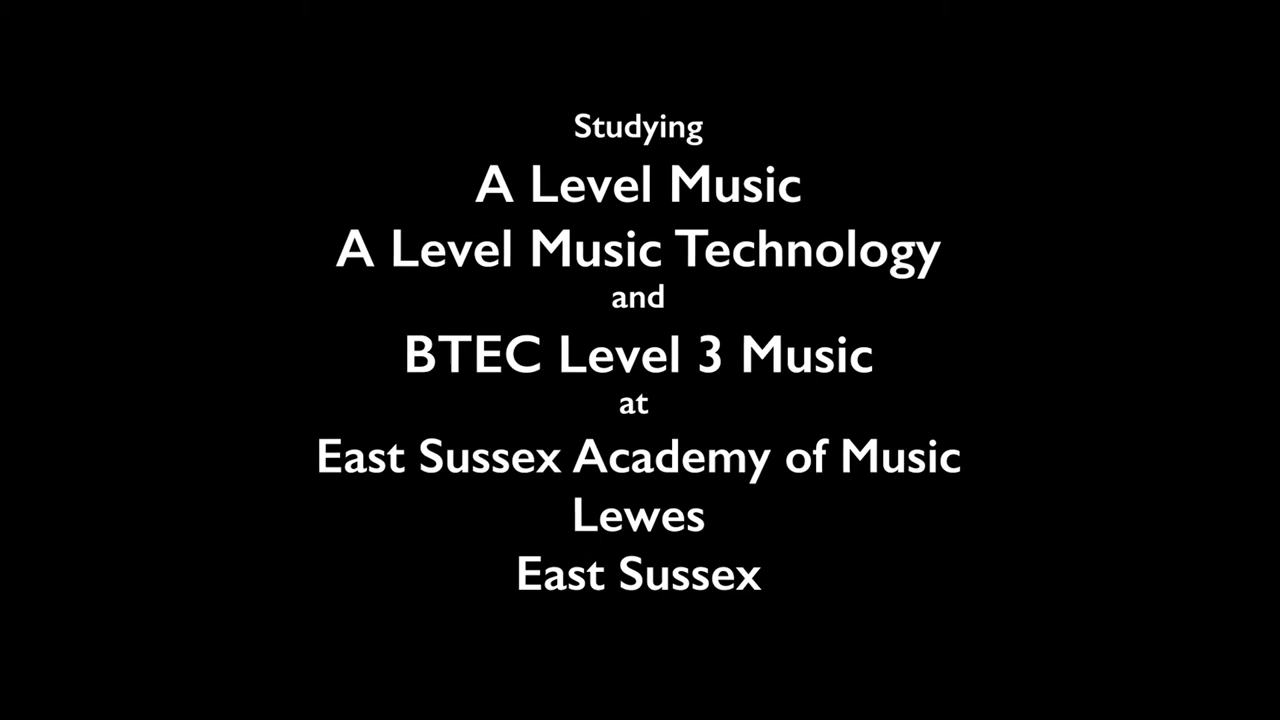 Studying
A Level Music
A Level Music Technology
and
BTEC Level 3 Music
at
East Sussex Academy of Music
Lewes
East Sussex